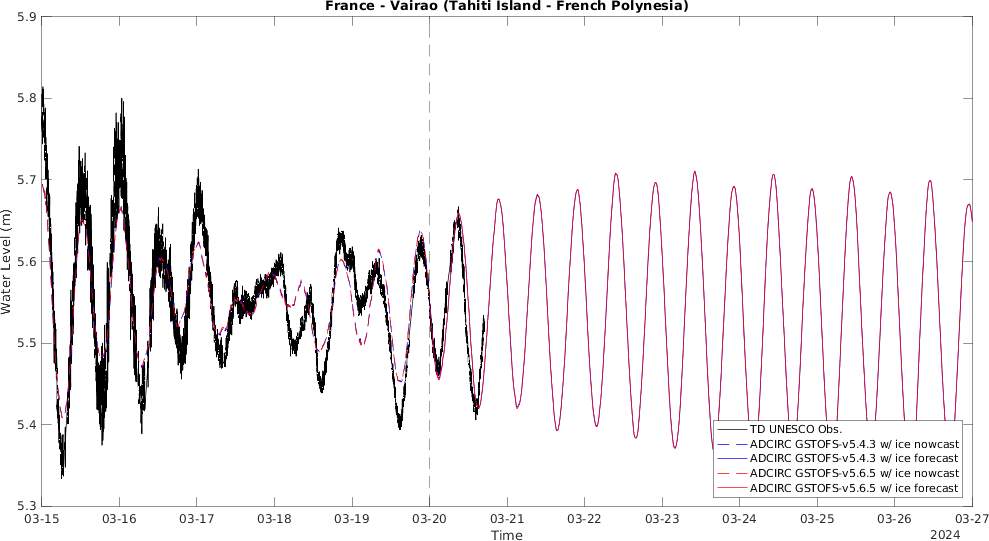 France - Vairao (Tahiti Island - French Polynesia)
5.9
5.8
5.7
5.6
5.5
5.4
5.3
Water Level (m)
TD UNESCO Obs.
ADCIRC GSTOFS-v5.4.3 w/ ice nowcast
ADCIRC GSTOFS-v5.4.3 w/ ice forecast
ADCIRC GSTOFS-v5.6.5 w/ ice nowcast
ADCIRC GSTOFS-v5.6.5 w/ ice forecast
03-15 03-16 03-17 03-18 03-19 03-20 03-21 03-22 03-23 03-24 03-25 03-26 03-27
Time
2024